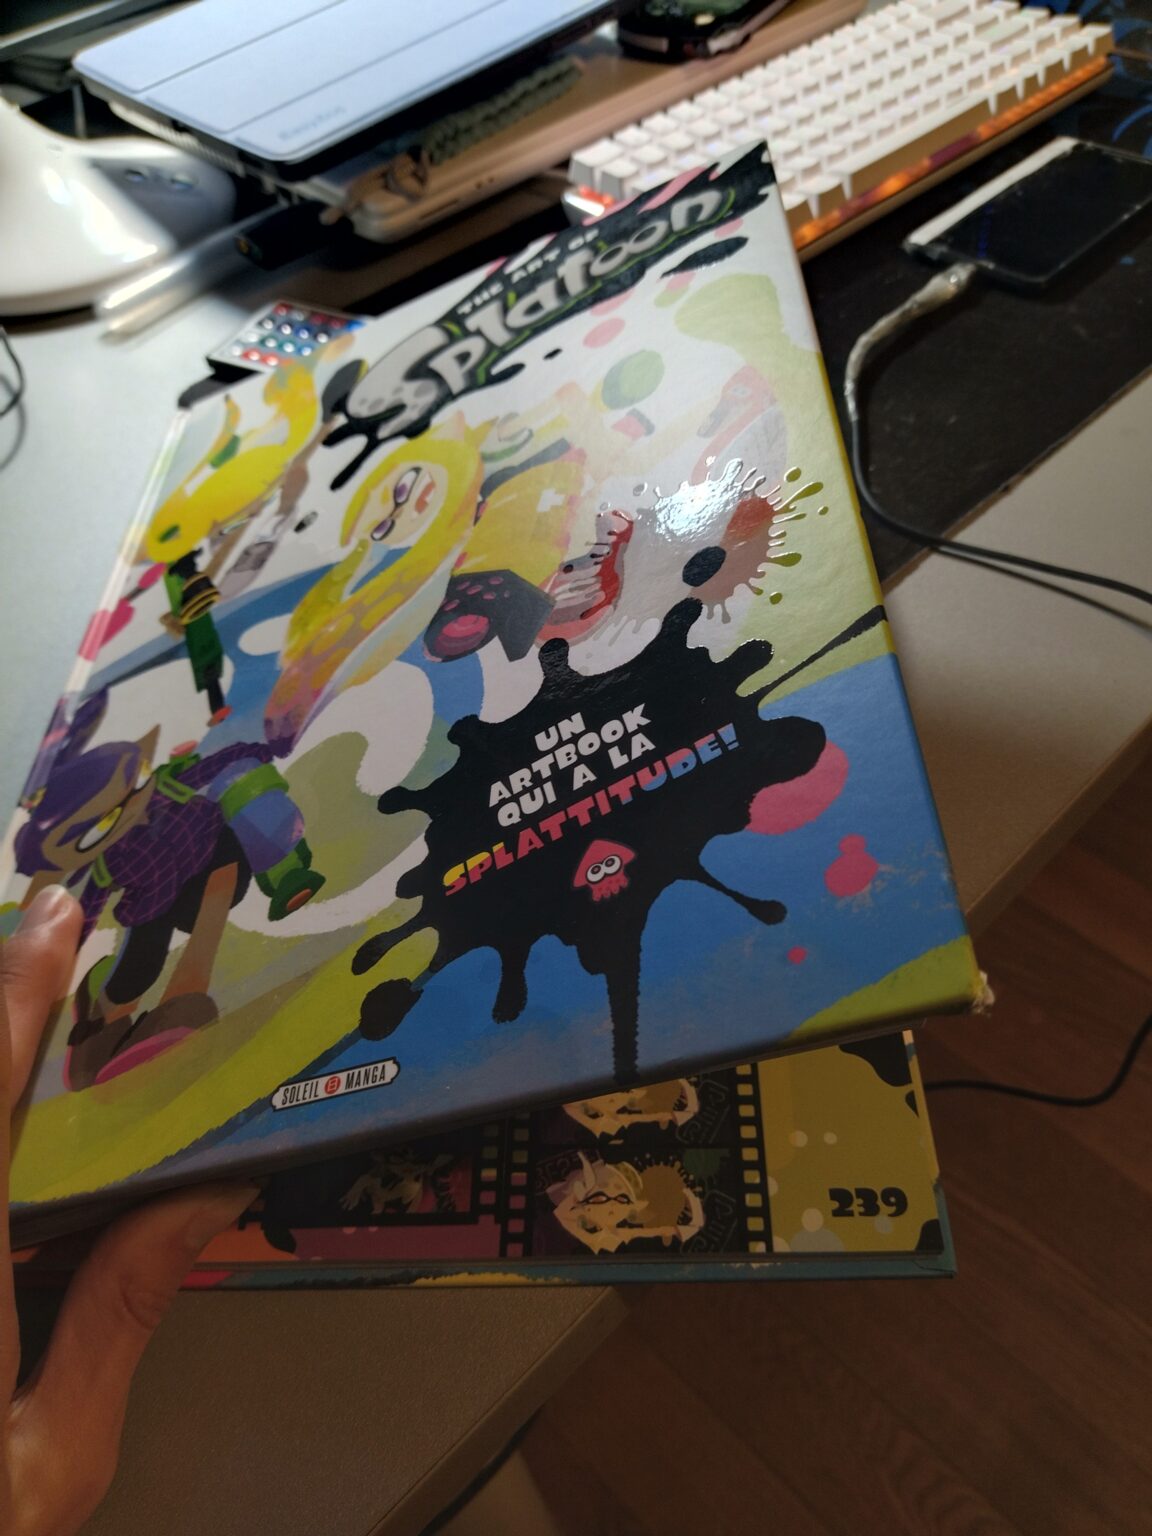 THE ART OF
Splatoon
UN
ARTBOOK
QUI A LA
SPLATTITUDE!
SOLEIL MANGA
239